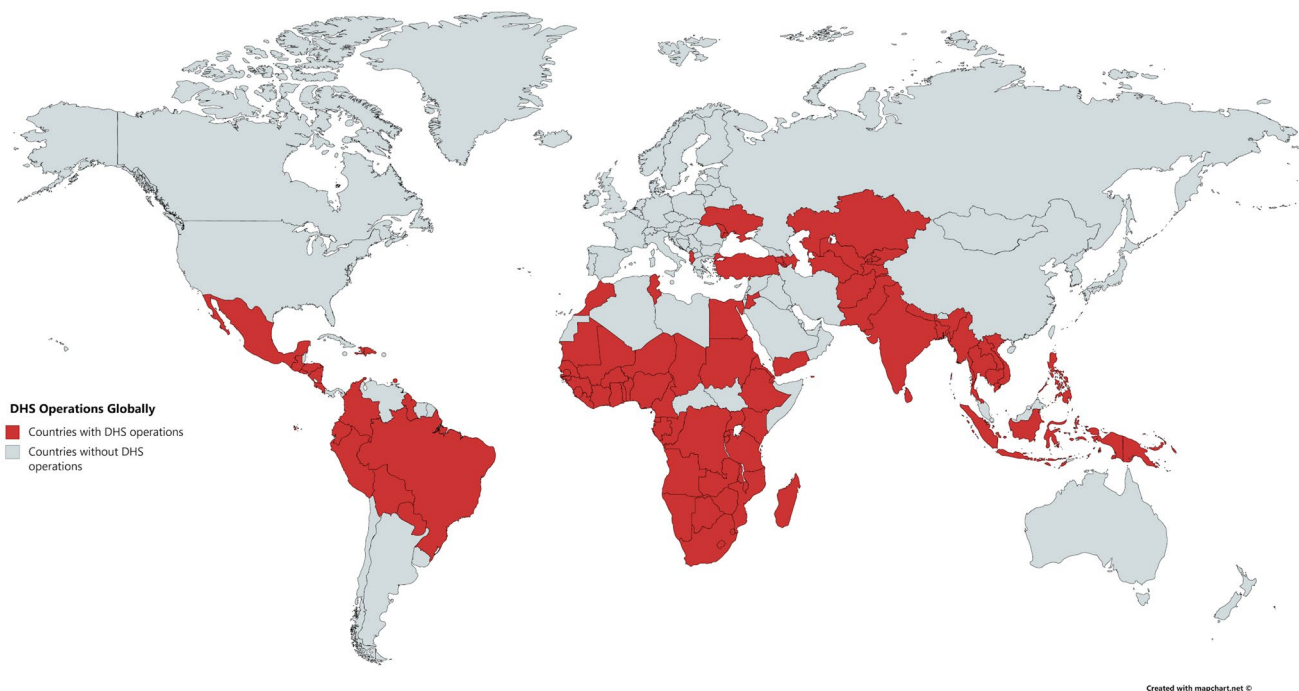 DHS Operations Globally
Countries with DHS operations
Countries without DHS
operations
Created with mapchart.net ©